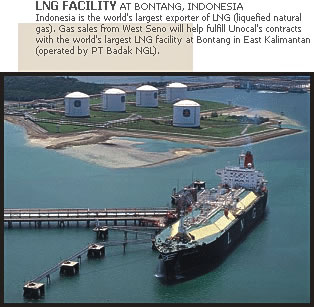 LNG FACILITY AT BONTANG, INDONESIA
Indonesia is the world's largest exporter of LNG (liquefied natural
gas). Gas sales from West Seno will help fulfill Unocal's contracts
with the world's largest LNG facility at Bontang in East Kalimantan
(operated by PT Badak NGL).
L N G